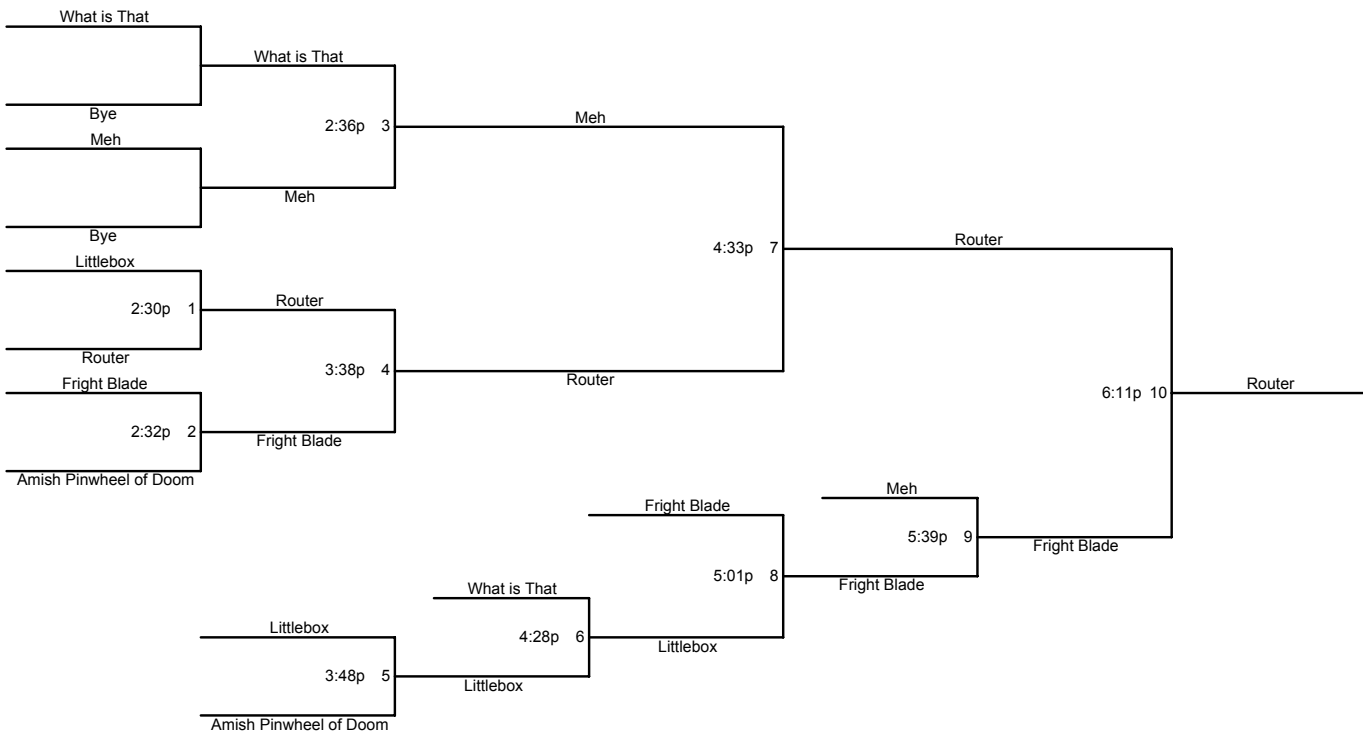 What is That
What is That
Bye
2:36p 3
Meh
Meh
Meh
Bye
4:33p 7
Router
Littlebox
2:30p 1
Router
Router
3:38p 4
Router
Fright Blade
2:32p 2
Fright Blade
Amish Pinwheel of Doom
6:11p 10
Router
Fright Blade
Meh
5:39p 9
Fright Blade
5:01p 8
Fright Blade
What is That
4:28p 6
Littlebox
Littlebox
3:48p 5
Littlebox
Amish Pinwheel of Doom